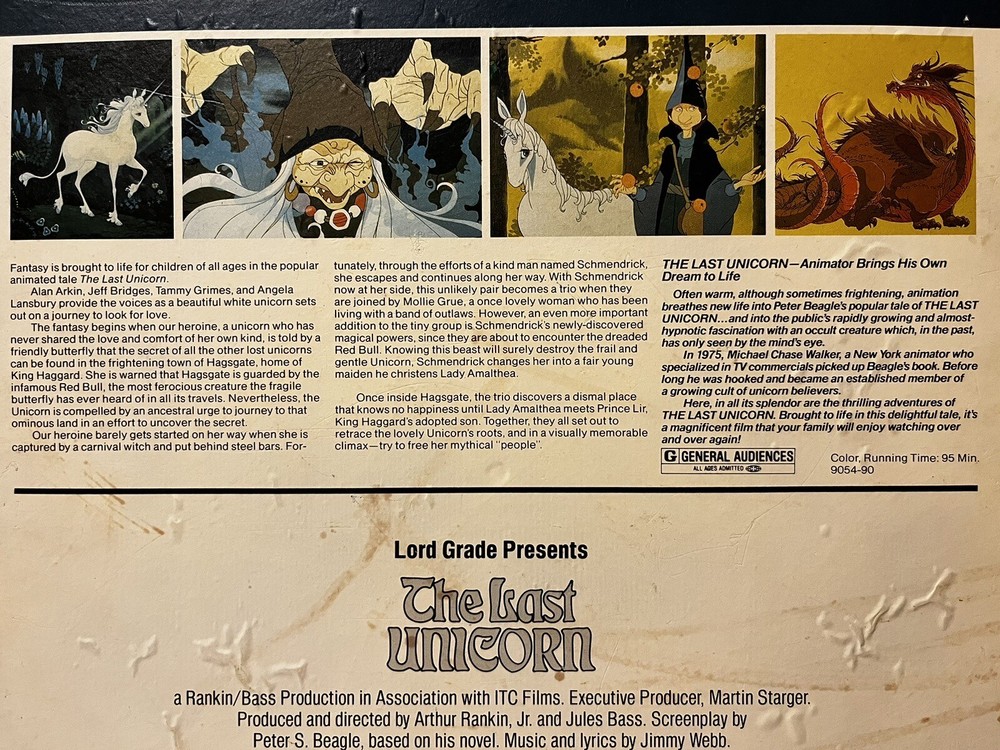 Fantasy is brought to life for children of all ages in the popular
animated tale The Last Unicorn.
Alan Arkin, Jeff Bridges, Tammy Grimes, and Angela
Lansbury provide the voices as a beautiful white unicorn sets
out on a journey to look for love.
The fantasy begins when our heroine, a unicorn who has
never shared the love and comfort of her own kind, is told by a
friendly butterfly that the secret of all the other lost unicorns
can be found in the frightening town of Hagsgate, home of
King Haggard. She is warned that Hagsgate is guarded by the
infamous Red Bull, the most ferocious creature the fragile
butterfly has ever heard of in all its travels. Nevertheless, the
Unicorn is compelled by an ancestral urge to journey to that
ominous land in an effort to uncover the secret.
Our heroine barely gets started on her way when she is
captured by a carnival witch and put behind steel bars. For-
tunately, through the efforts of a kind man named Schmendrick,
she escapes and continues along her way. With Schmendrick
now at her side, this unlikely pair becomes a trio when they
are joined by Mollie Grue, a once lovely woman who has been
living with a band of outlaws. However, an even more important
addition to the tiny group is Schmendrick's newly-discovered
magical powers, since they are about to encounter the dreaded
Red Bull. Knowing this beast will surely destroy the frail and
gentle Unicorn, Schmendrick changes her into a fair young
maiden he christens Lady Amalthea.
Once inside Hagsgate, the trio discovers a dismal place
that knows no happiness until Lady Amalthea meets Prince Lir,
King Haggard's adopted son. Together, they all set out to
retrace the lovely Unicorn's roots, and in a visually memorable
climax—try to free her mythical "people".
THE LAST UNICORN—Animator Brings His Own
Dream to Life
Often warm, although sometimes frightening, animation
breathes new life into Peter Beagle's popular tale of THE LAST
UNICORN...and into the public's rapidly growing and almost-
hypnotic fascination with an occult creature which, in the past,
has only seen by the mind's eye.
In 1975, Michael Chase Walker, a New York animator who
specialized in TV commercials picked up Beagle's book. Before
long he was hooked and became an established member of
a growing cult of unicorn believers.
Here, in all its splendor are the thrilling adventures of
THE LAST UNICORN. Brought to life in this delightful tale, it's
a magnificent film that your family will enjoy watching over
and over again!
G GENERAL AUDIENCES
ALL AGES ADMITTED
Color, Running Time: 95 Min.
9054-90
Lord Grade Presents
The Last
UNICORN
a Rankin/Bass Production in Association with ITC Films. Executive Producer, Martin Starger.
Produced and directed by Arthur Rankin, Jr. and Jules Bass. Screenplay by
Peter S. Beagle, based on his novel. Music and lyrics by Jimmy Webb.